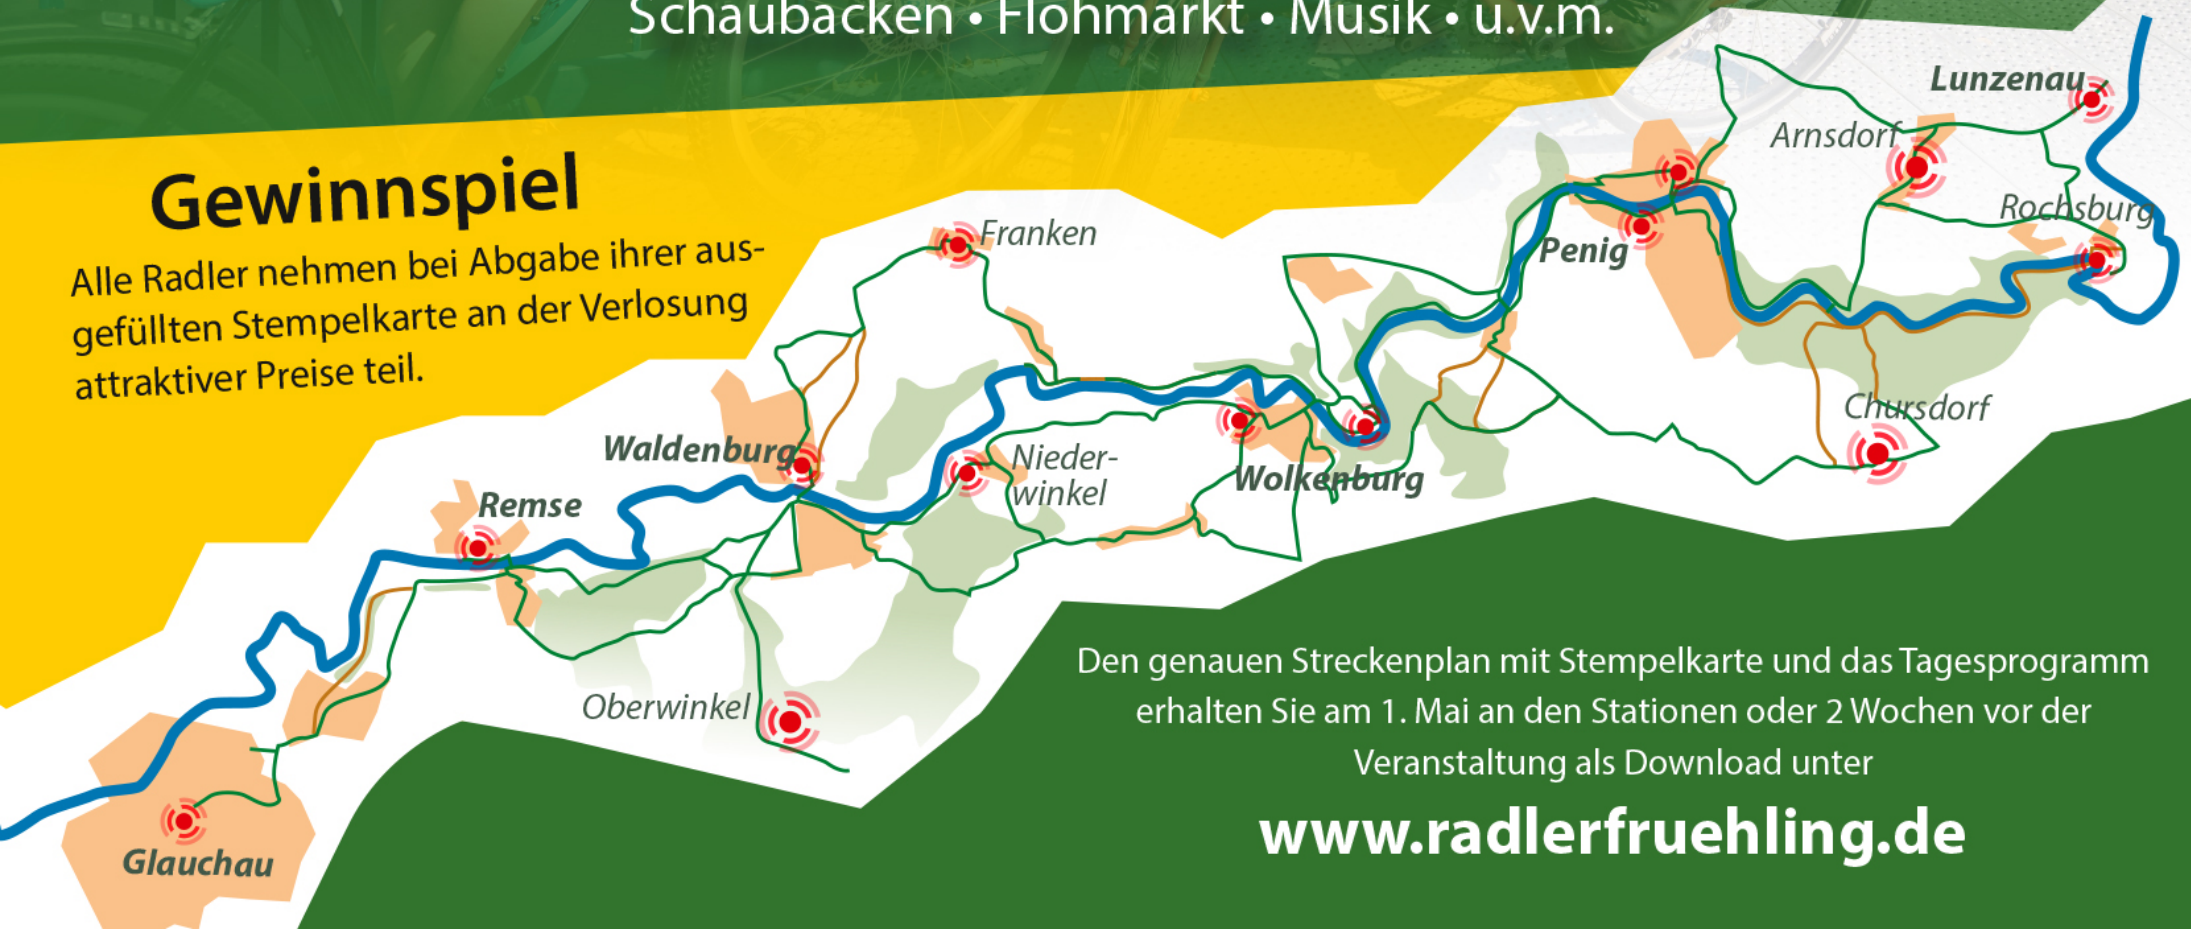 Schaubacken • Flohmarkt • Musik • u.v.m.
Gewinnspiel
Alle Radler nehmen bei Abgabe ihrer aus-
gefüllten Stempelkarte an der Verlosung
attraktiver Preise teil.
Lunzenau
Arnsdorf
Rochsburg
Penig
Franken
Chursdorf
Waldenburg
Nieder-
winkel
Wolkenburg
Remse
Oberwinkel
Glauchau
Den genauen Streckenplan mit Stempelkarte und das Tagesprogramm
erhalten Sie am 1. Mai an den Stationen oder 2 Wochen vor der
Veranstaltung als Download unter
www.radlerfruehling.de